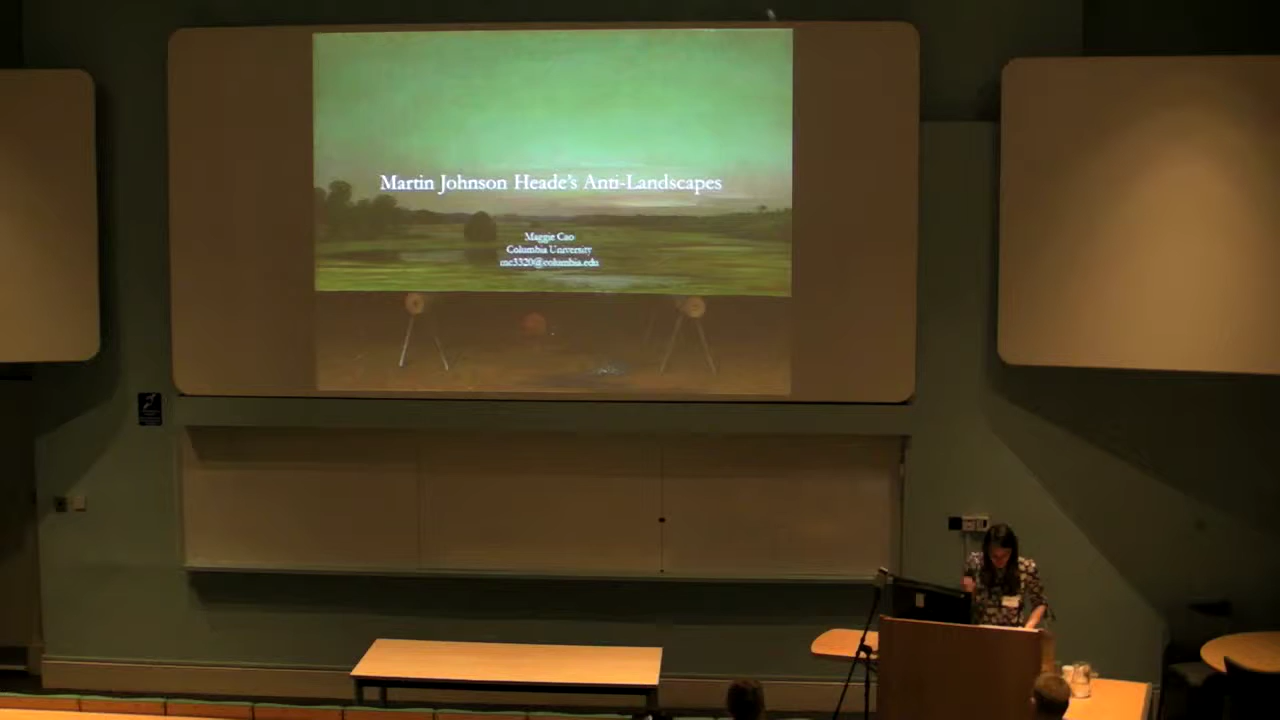 Martin Johnson Heade's Anti-Landscapes
Maggie Cao
Columbia University
mc3320@columbia.edu